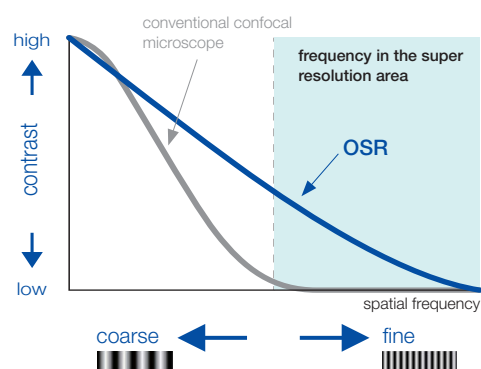 conventional confocal
microscope
high
frequency in the super
resolution area
OSR
contrast
low
spatial frequency
coarse
fine